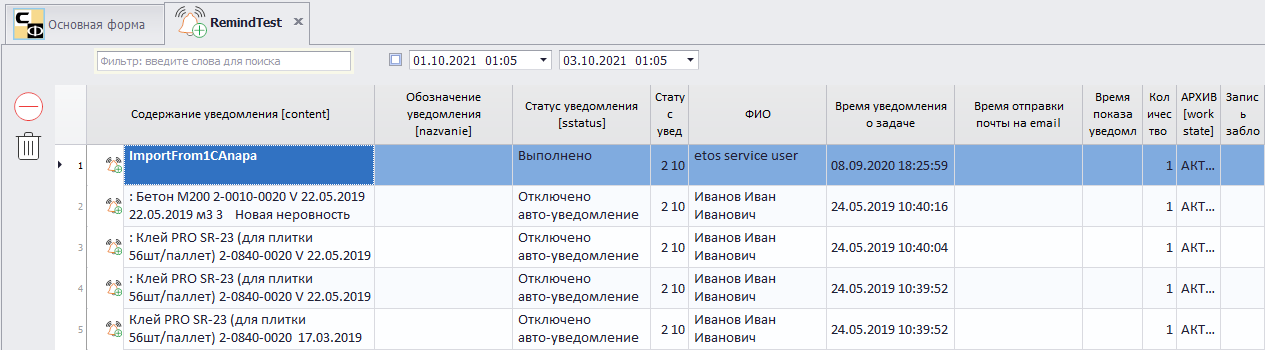 СФ
Основная форма
RemindTest
Фильтр: введите слова для поиска
01.10.2021 01:05
03.10.2021 01:05
Содержание уведомления [content]
Обозначение
уведомления
[nazvanie]
Статус уведомления
[sstatus]
Стату
с
увед
ФИО
Время уведомления
о задаче
Время отправки
почты на email
Время
показа
уведомл
Кол
ичес
тво
АРХИВ
[work
state]
Запис
ь
забло
1
ImportFrom1CAnapa
Выполнено
2 10
etos service user
08.09.2020 18:25:59
1
АКТ...
2
: Бетон М200 2-0010-0020 V 22.05.2019
22.05.2019 м3 3 Новая неровность
Отключено
авто-уведомление
2 10
Иванов Иван
Иванович
24.05.2019 10:40:16
1
АКТ...
3
: Клей PRO SR-23 (для плитки
56шт/паллет) 2-0840-0020 V 22.05.2019
Отключено
авто-уведомление
2 10
Иванов Иван
Иванович
24.05.2019 10:40:04
1
АКТ...
4
: Клей PRO SR-23 (для плитки
56шт/паллет) 2-0840-0020 V 22.05.2019
Отключено
авто-уведомление
2 10
Иванов Иван
Иванович
24.05.2019 10:39:52
1
АКТ...
5
Клей PRO SR-23 (для плитки
56шт/паллет) 2-0840-0020 17.03.2019
Отключено
авто-уведомление
2 10
Иванов Иван
Иванович
24.05.2019 10:39:52
1
АКТ...